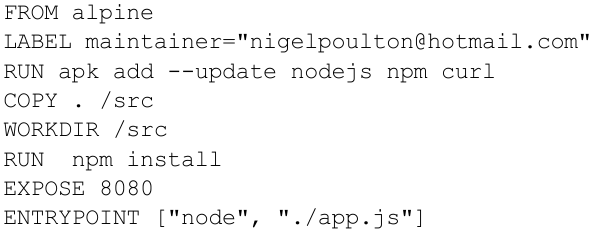 FROM alpine
LABEL maintainer="nigelpoulton@hotmail.com"
RUN apk add --update nodejs npm curl
COPY . /src
WORKDIR /src
RUN  npm install
EXPOSE 8080
ENTRYPOINT ["node", "./app.js"]